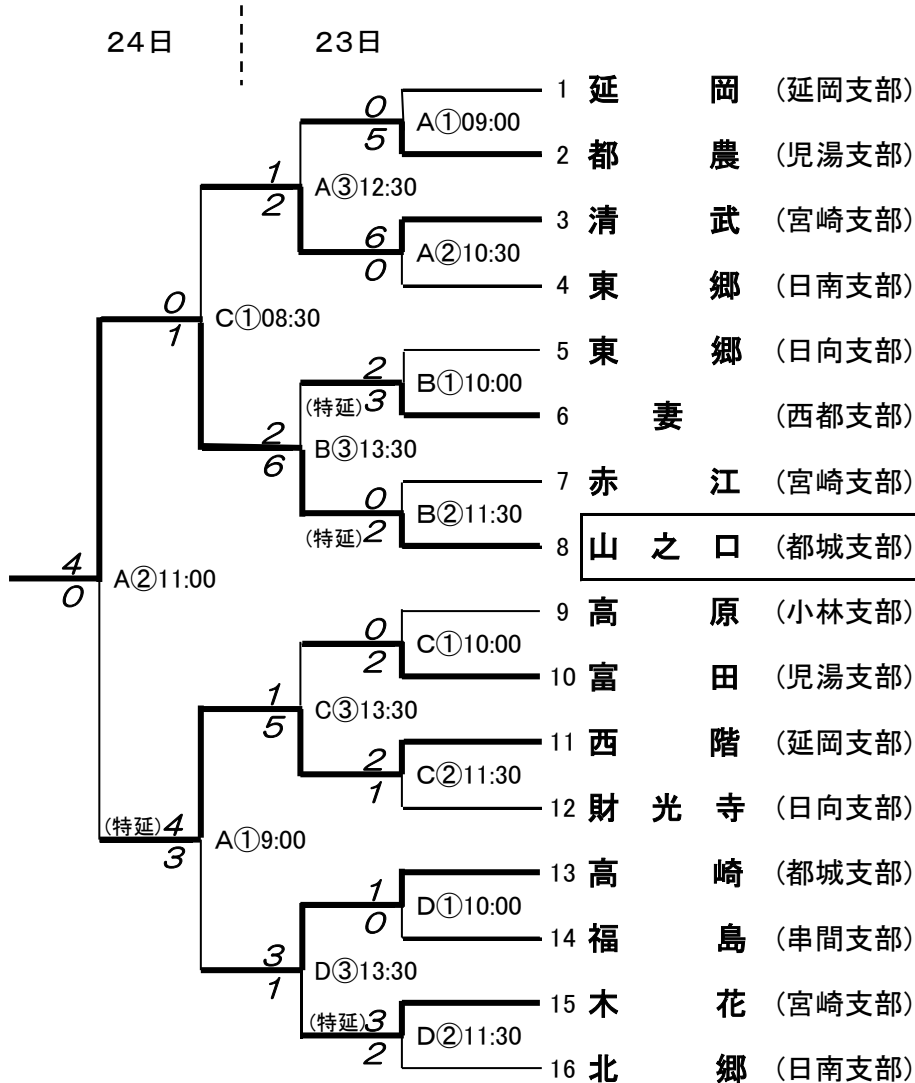 24日 23日
1 延 岡 (延岡支部)
0
A①09:00
5
2 都 農 (児湯支部)
1
A③12:30
2
3 清 武 (宮崎支部)
6
A②10:30
0
4 東 郷 (日南支部)
0
C①08:30
1
5 東 郷 (日向支部)
2
B①10:00
(特延)3
6 妻 (西都支部)
2
B③13:30
6
7 赤 江 (宮崎支部)
0
B②11:30
(特延)2
8 山 之 口 (都城支部)
4
A②11:00
0
9 高 原 (小林支部)
0
C①10:00
2
10 富 田 (児湯支部)
1
C③13:30
5
11 西 階 (延岡支部)
2
C②11:30
1
12 財 光 寺 (日向支部)
(特延)4
A①9:00
3
13 高 崎 (都城支部)
1
D①10:00
0
14 福 島 (串間支部)
3
D③13:30
1
15 木 花 (宮崎支部)
(特延)3
D②11:30
2
16 北 郷 (日南支部)